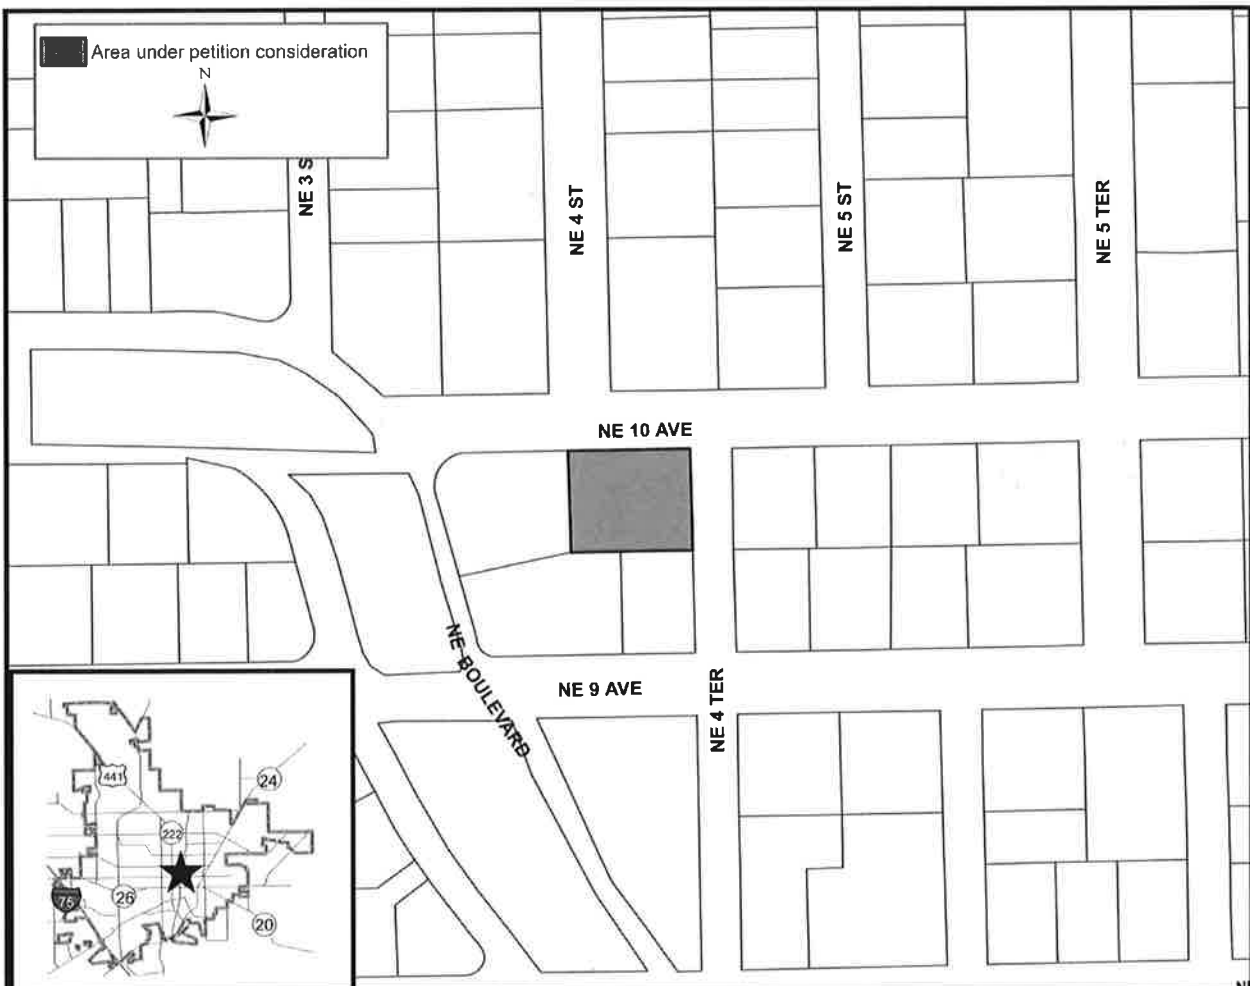 Area under petition consideration
N
NE 3 S
NE 4 ST
NE 5 ST
NE 5 TER
NE 10 AVE
NE BOULEVARD
NE 9 AVE
NE 4 TER
441
24
222
26
20